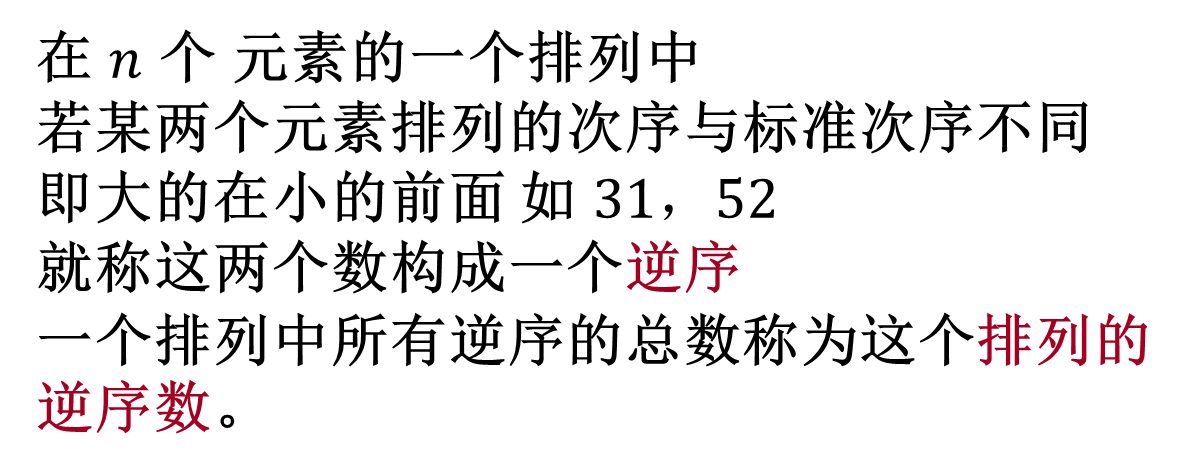 在 n 个 元素的一个排列中
若某两个元素排列的次序与标准次序不同
即大的在小的前面 如 31，52
就称这两个数构成一个逆序
一个排列中所有逆序的总数称为这个排列的
逆序数。